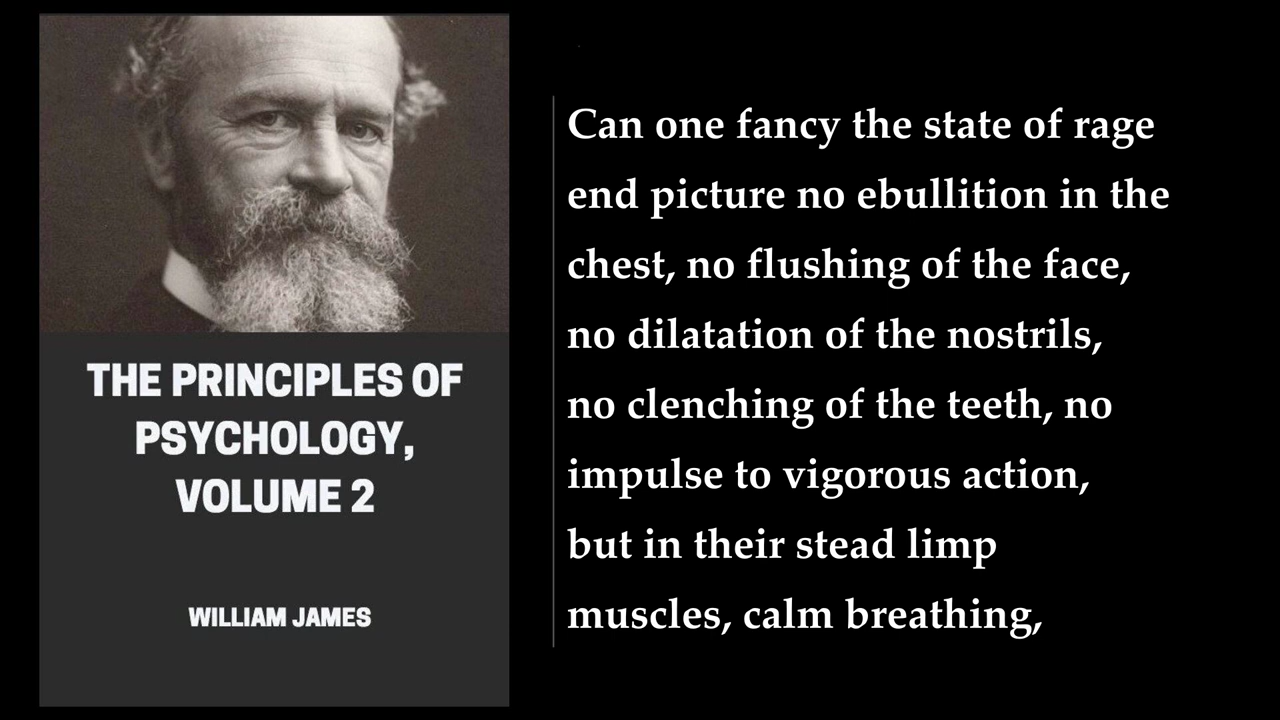 THE PRINCIPLES OF
PSYCHOLOGY,
VOLUME 2
WILLIAM JAMES
Can one fancy the state of rage
end picture no ebullition in the
chest, no flushing of the face,
no dilatation of the nostrils,
no clenching of the teeth, no
impulse to vigorous action,
but in their stead limp
muscles, calm breathing,